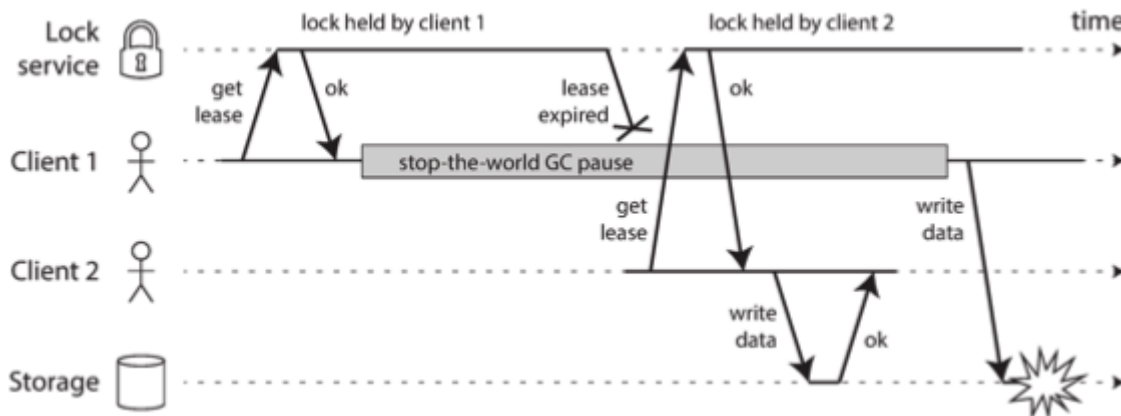 lock held by client 1
lock held by client 2
time
Lock
service
get
lease
ok
lease
expired
ok
Client 1
stop-the-world GC pause
get
lease
write
data
Client 2
write
data
ok
Storage